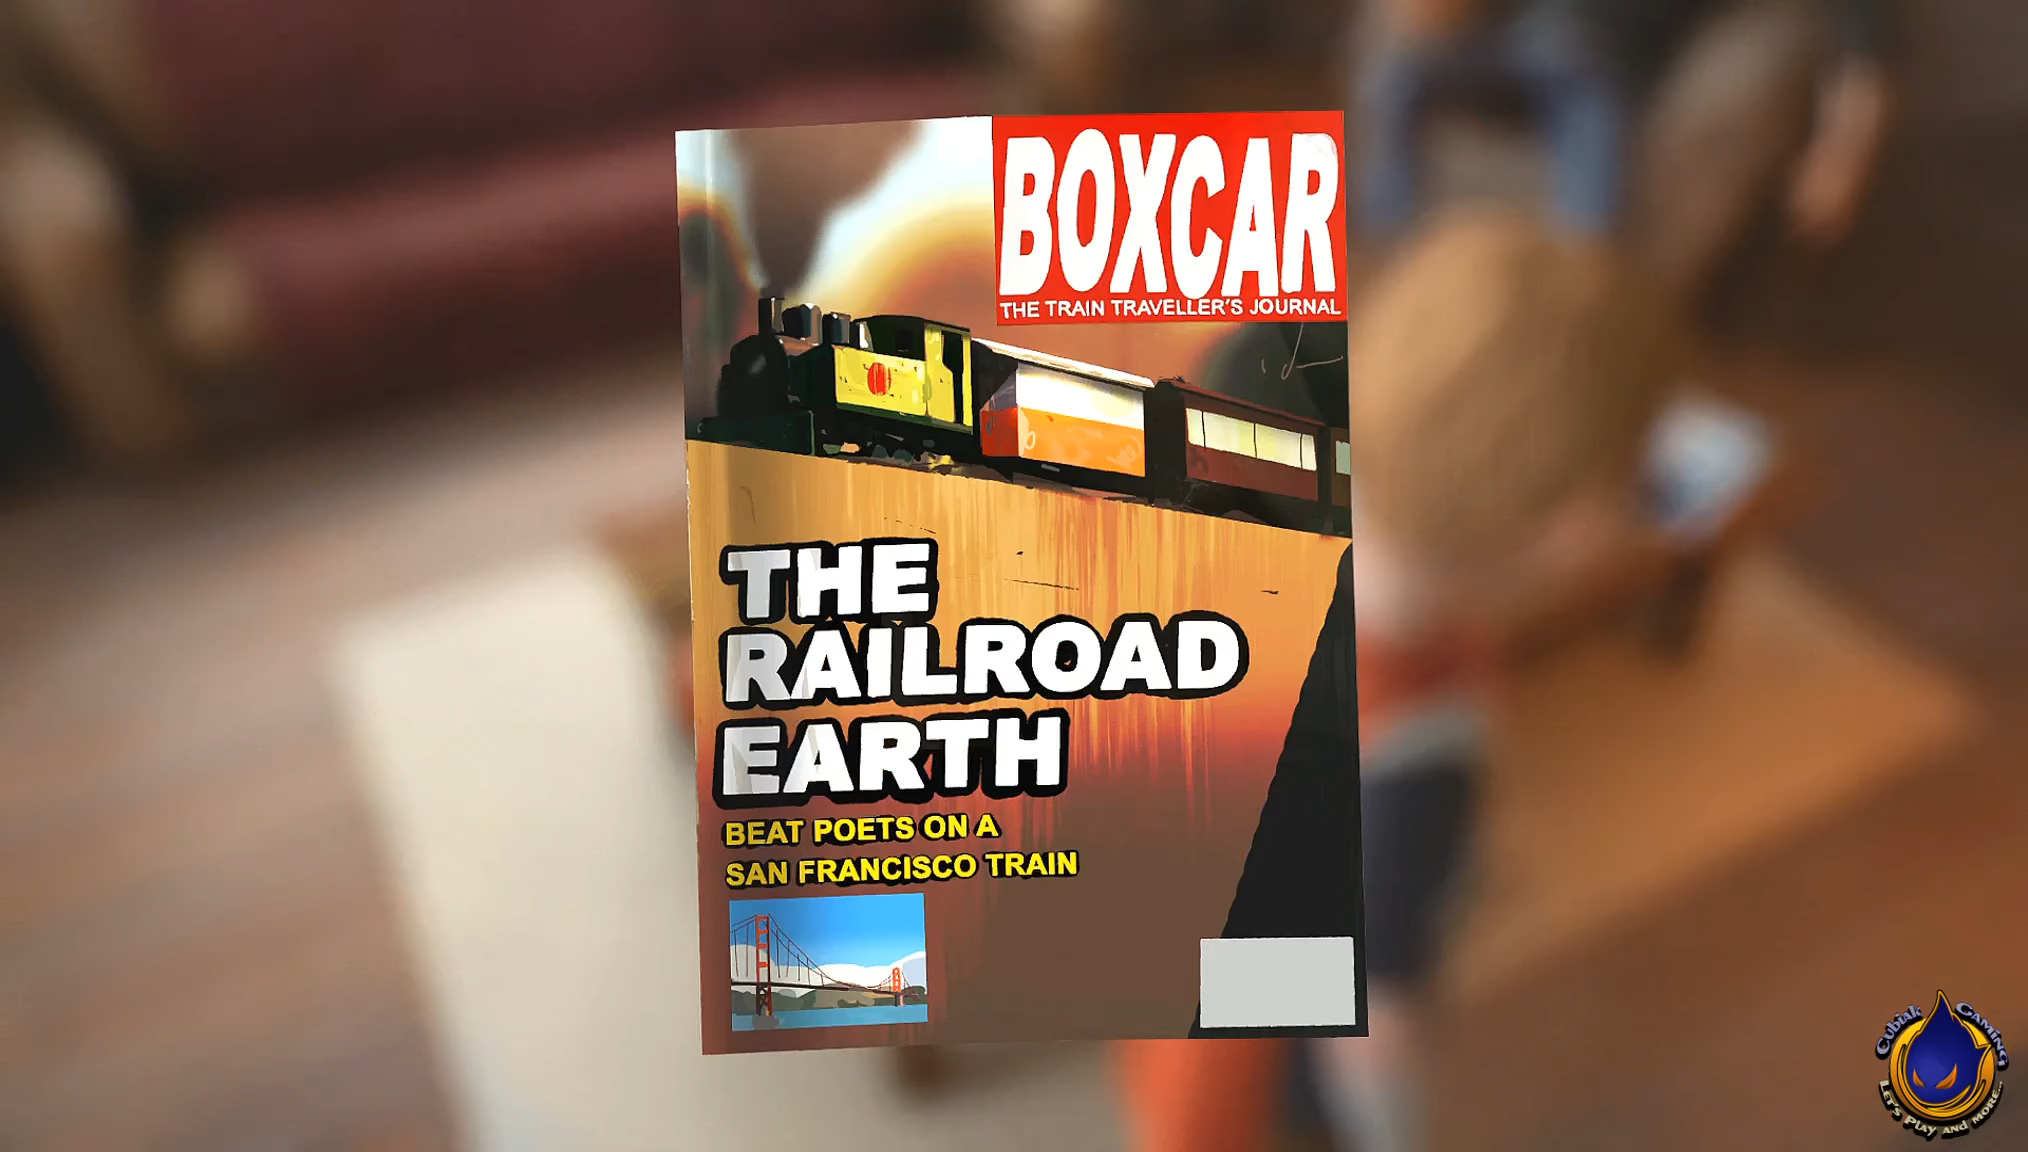 BOXCAR
THE TRAIN TRAVELLER'S JOURNAL
THE
RAILROAD
EARTH
BEAT POETS ON A
SAN FRANCISCO TRAIN
Cubiak Gaming
Let's Play and more...